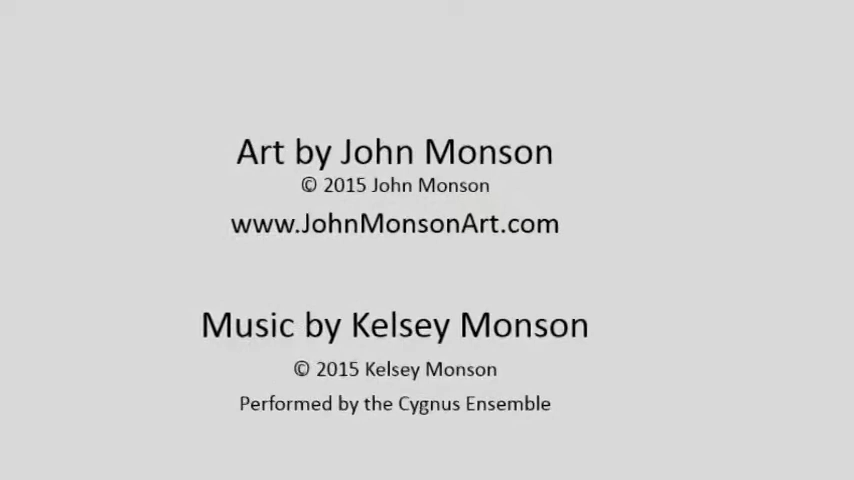 Art by John Monson
© 2015 John Monson
www.JohnMonsonArt.com
Music by Kelsey Monson
© 2015 Kelsey Monson
Performed by the Cygnus Ensemble